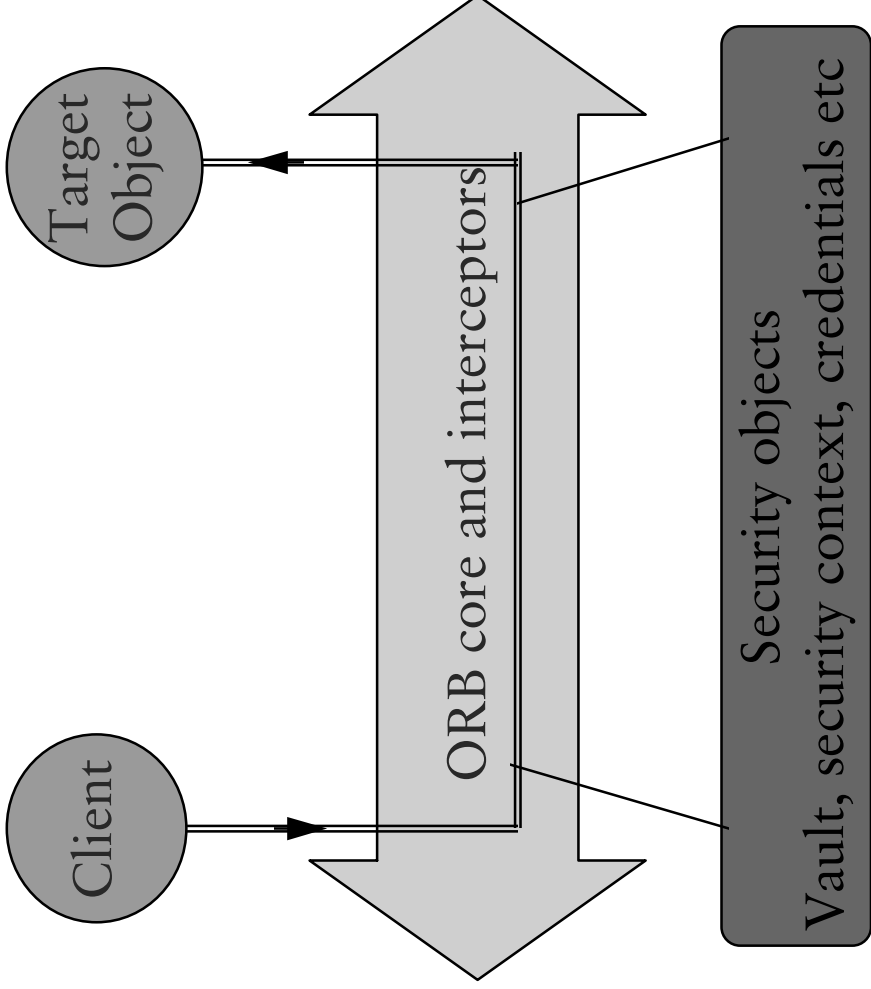 Client
Target
Object
ORB core and interceptors
Security objects
Vault, security context, credentials etc